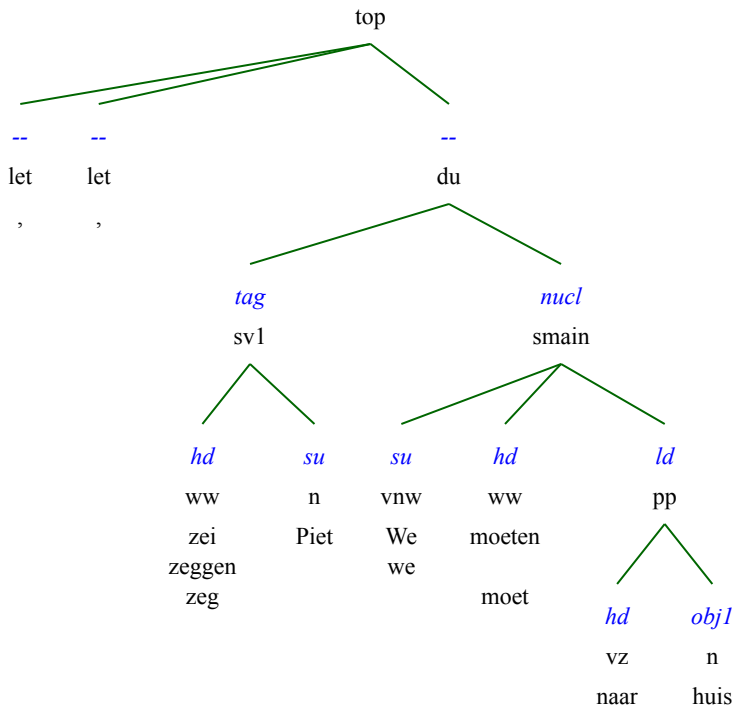 top
-- -- --
let let du
, ,
tag nucl
sv1 smain
hd su su hd ld
ww n vnw ww pp
zei Piet We moeten
zeggen we
zeg moet
hd obj1
vz n
naar huis